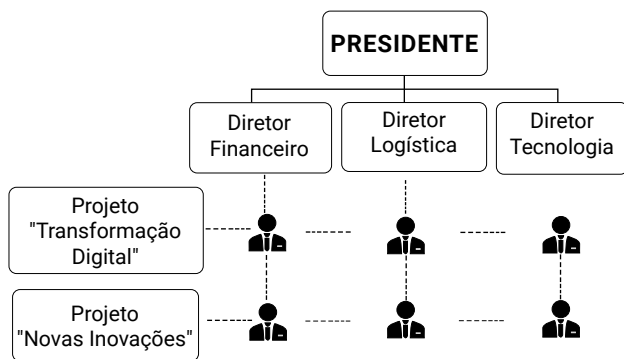 PRESIDENTE
Diretor
Financeiro
Diretor
Logística
Diretor
Tecnologia
Projeto
"Transformação
Digital"
Projeto
"Novas Inovações"